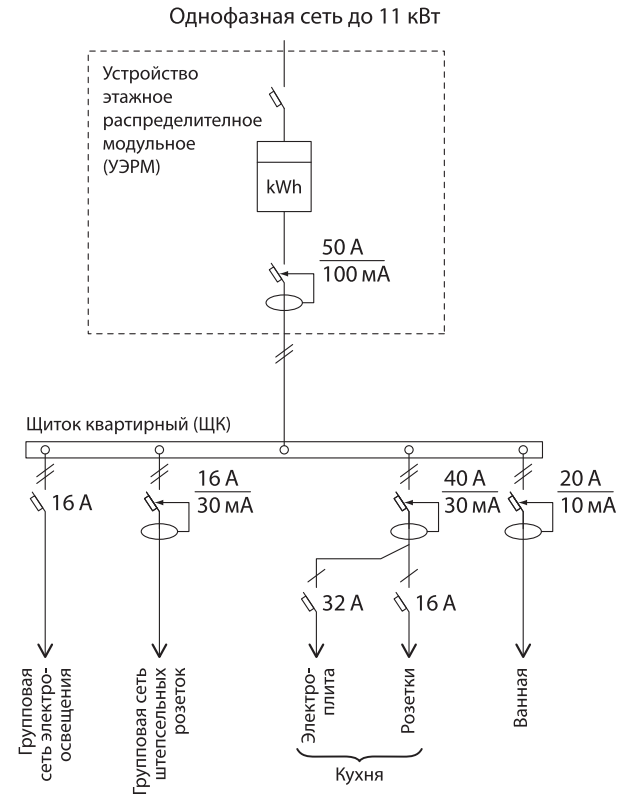 Однофазная сеть до 11 кВт
Устройство
этажное
распределителное
модульное
(УЭРМ)
kWh
50 А
100 мА
Щиток квартирный (ЩК)
16 А
16 А
30 мА
40 А
30 мА
20 А
10 мА
32 А
16 А
Групповая
сеть электро-
освещения
Групповая сеть
штепсельных
розеток
Электро-
плита
Розетки
Ванная
Кухня